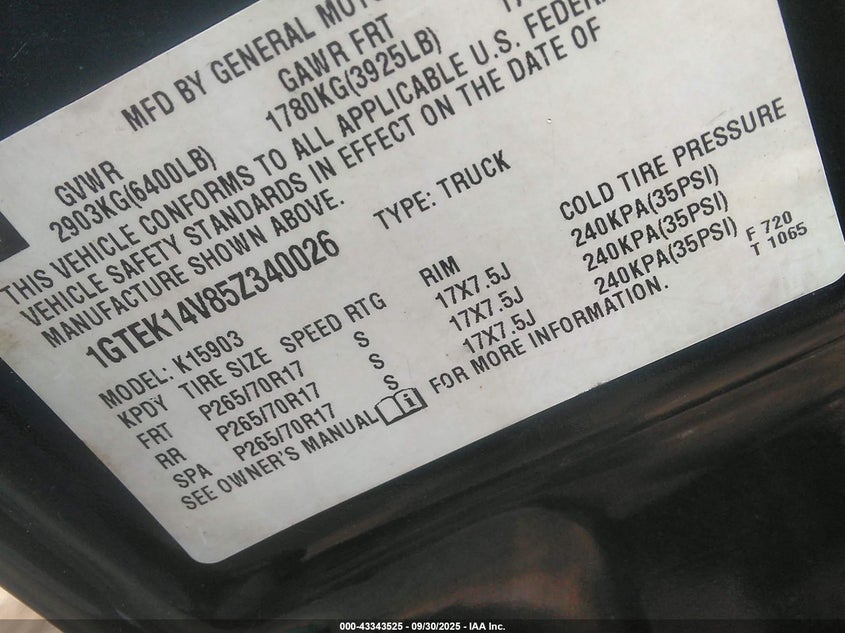 MFD BY GENERAL MOTO
GVWR GAWR FRT
2903KG(6400LB) 1780KG(3925LB) 17
THIS VEHICLE CONFORMS TO ALL APPLICABLE U.S. FEDERA
VEHICLE SAFETY STANDARDS IN EFFECT ON THE DATE OF
MANUFACTURE SHOWN ABOVE.
1GTEK14V85Z340026 TYPE: TRUCK
MODEL: K15903
KPDY TIRE SIZE SPEED RTG RIM COLD TIRE PRESSURE
FRT P265/70R17 S 17X7.5J 240KPA(35PSI)
RR P265/70R17 S 17X7.5J 240KPA(35PSI)
SPA P265/70R17 S 17X7.5J 240KPA(35PSI)
SEE OWNER'S MANUAL FOR MORE INFORMATION.
F 720
T 1065
000-43343525 - 09/30/2025 - IAA Inc.